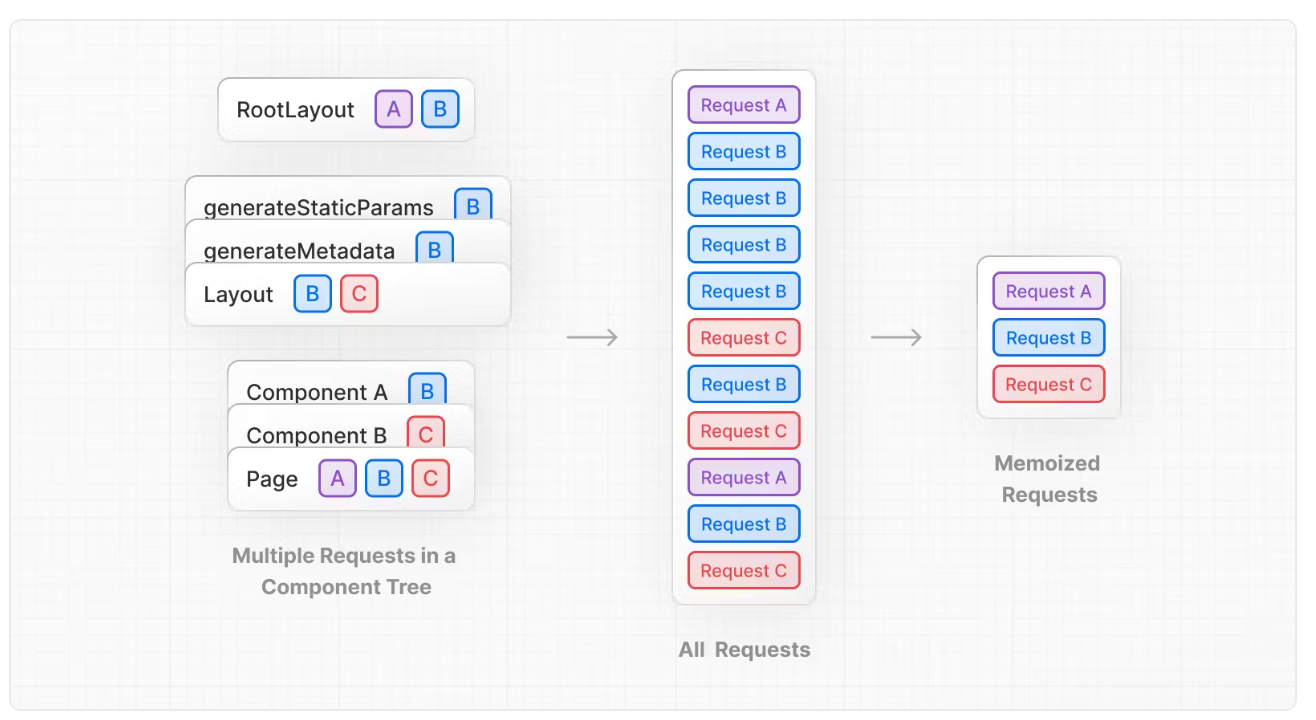 RootLayout A B
generateStaticParams B
generateMetadata B
Layout B C
Component A B
Component B C
Page A B C
Multiple Requests in a
Component Tree
Request A
Request B
Request B
Request B
Request B
Request C
Request B
Request C
Request A
Request B
Request C
All Requests
Request A
Request B
Request C
Memoized
Requests